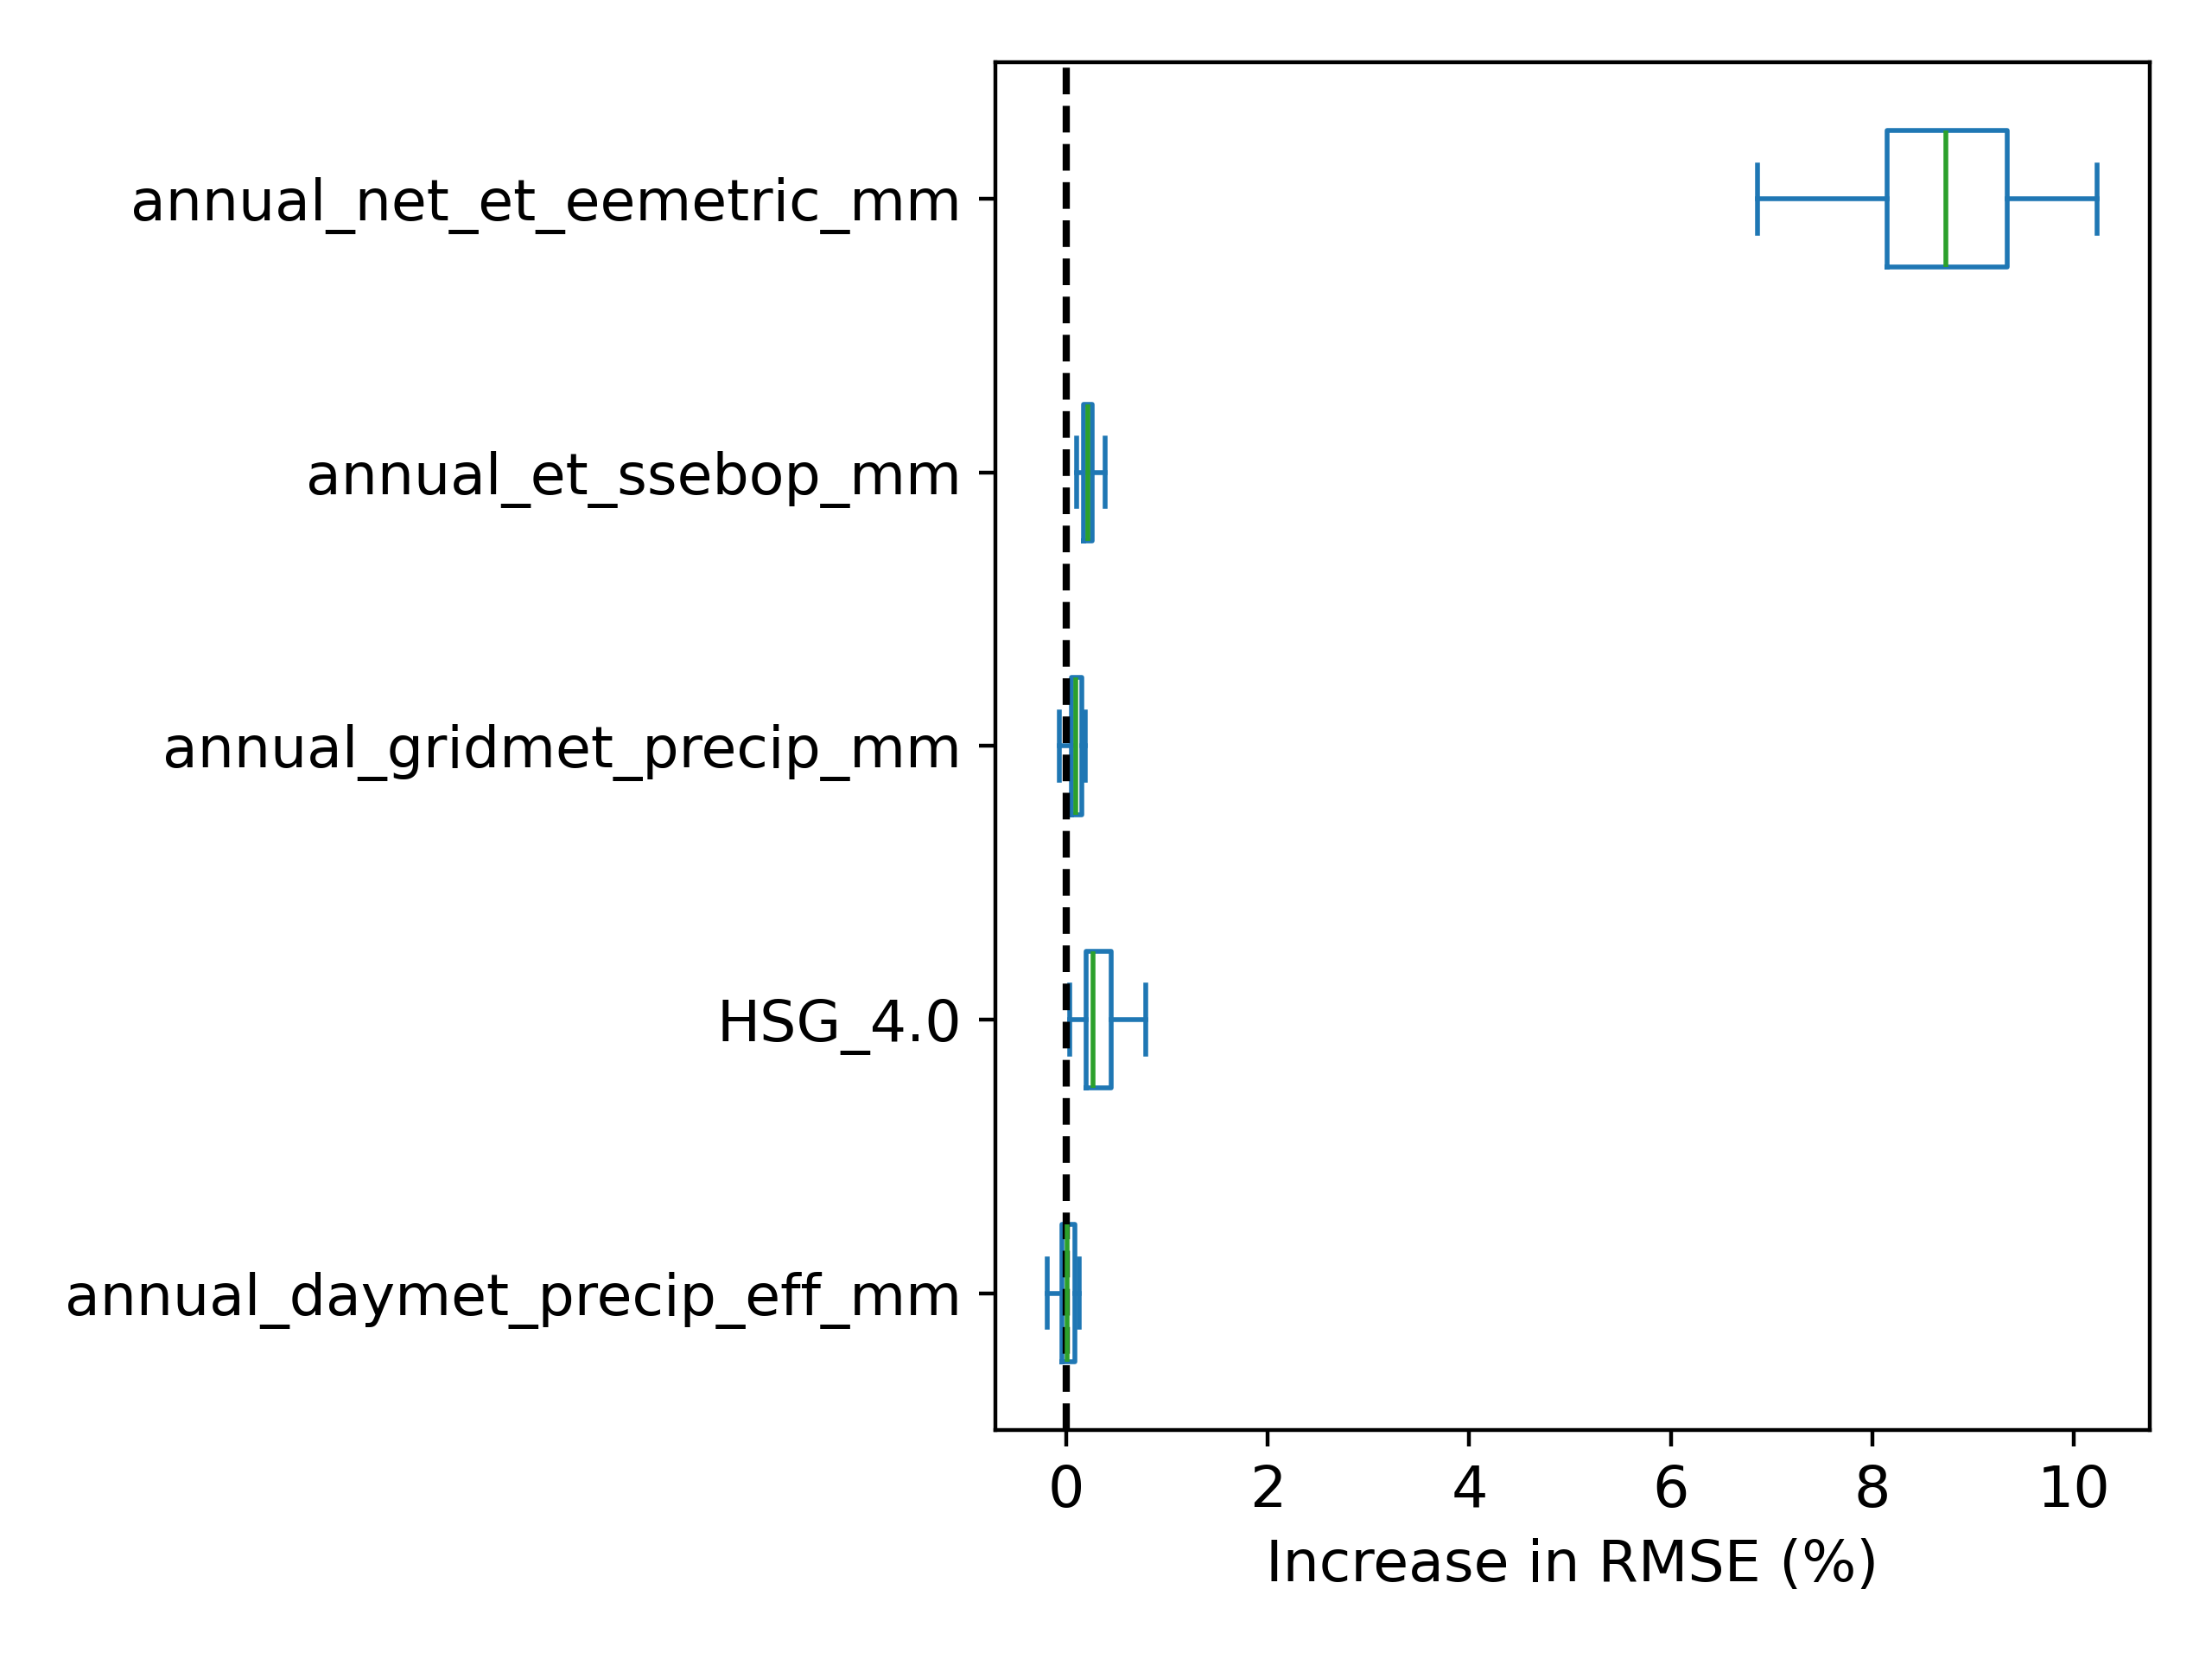 annual_net_et_eemetric_mm
annual_et_ssebop_mm
annual_gridmet_precip_mm
HSG_4.0
annual_daymet_precip_eff_mm
0 2 4 6 8 10
Increase in RMSE (%)